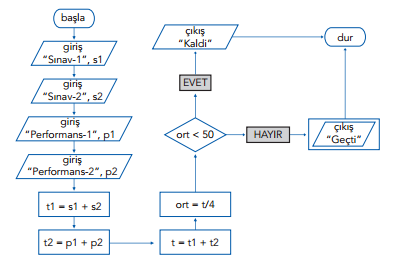 başla
giriş
"Sınav-1", s1
giriş
"Sınav-2", s2
giriş
"Performans-1", p1
giriş
"Performans-2", p2
t1 = s1 + s2
t2 = p1 + p2
t = t1 + t2
ort = t/4
ort < 50
EVET
çıkış
"Kaldi"
HAYIR
çıkış
"Geçti"
dur